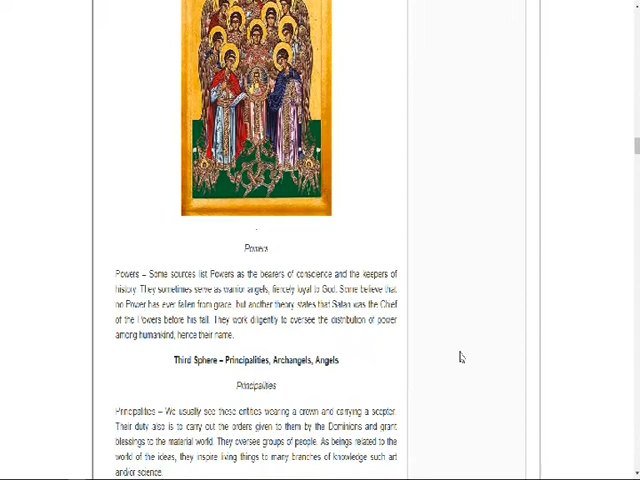 Powers
Powers – Some sources list Powers as the bearers of conscience and the keepers of
history. They sometimes serve as warrior angels, fiercely loyal to God. Some believe that
no Power has ever fallen from grace, but another theory states that Satan was the Chief
of the Powers before his fall. They work diligently to oversee the distribution of power
among humankind, hence their name.
Third Sphere – Principalities, Archangels, Angels
Principalities
Principalities – We usually see these entities wearing a crown and carrying a scepter.
Their duty also is to carry out the orders given to them by the Dominions and grant
blessings to the material world. They oversee groups of people. As beings related to the
world of the ideas, they inspire living things to many branches of knowledge such art
and/or science.